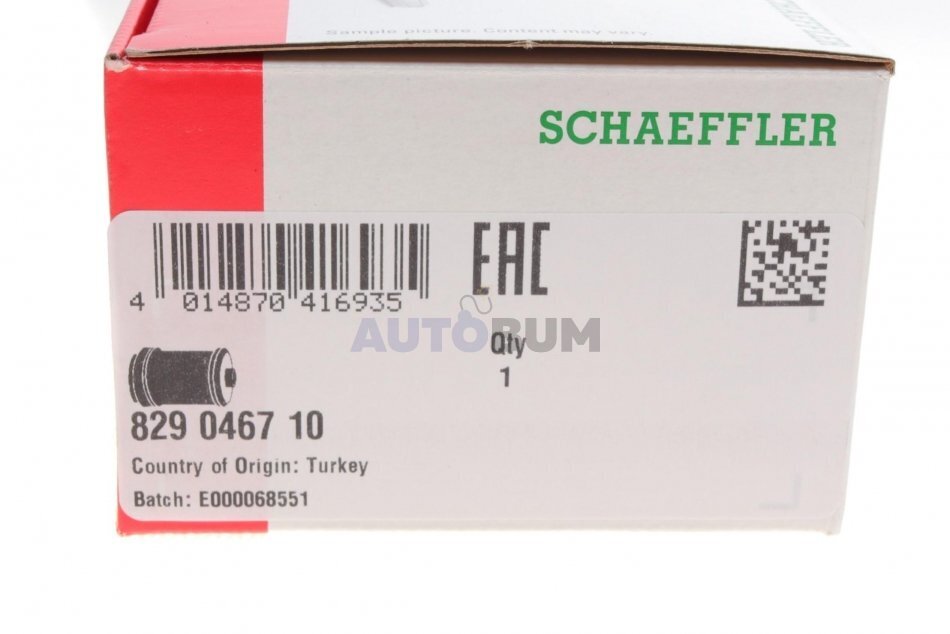 Sample picture. Content may vary.
SCHAEFFLER
SCHAEFFLER
EAC
4 014870 416935
AUTORUM
Qty
1
829 0467 10
Country of Origin: Turkey
Batch: E000068551